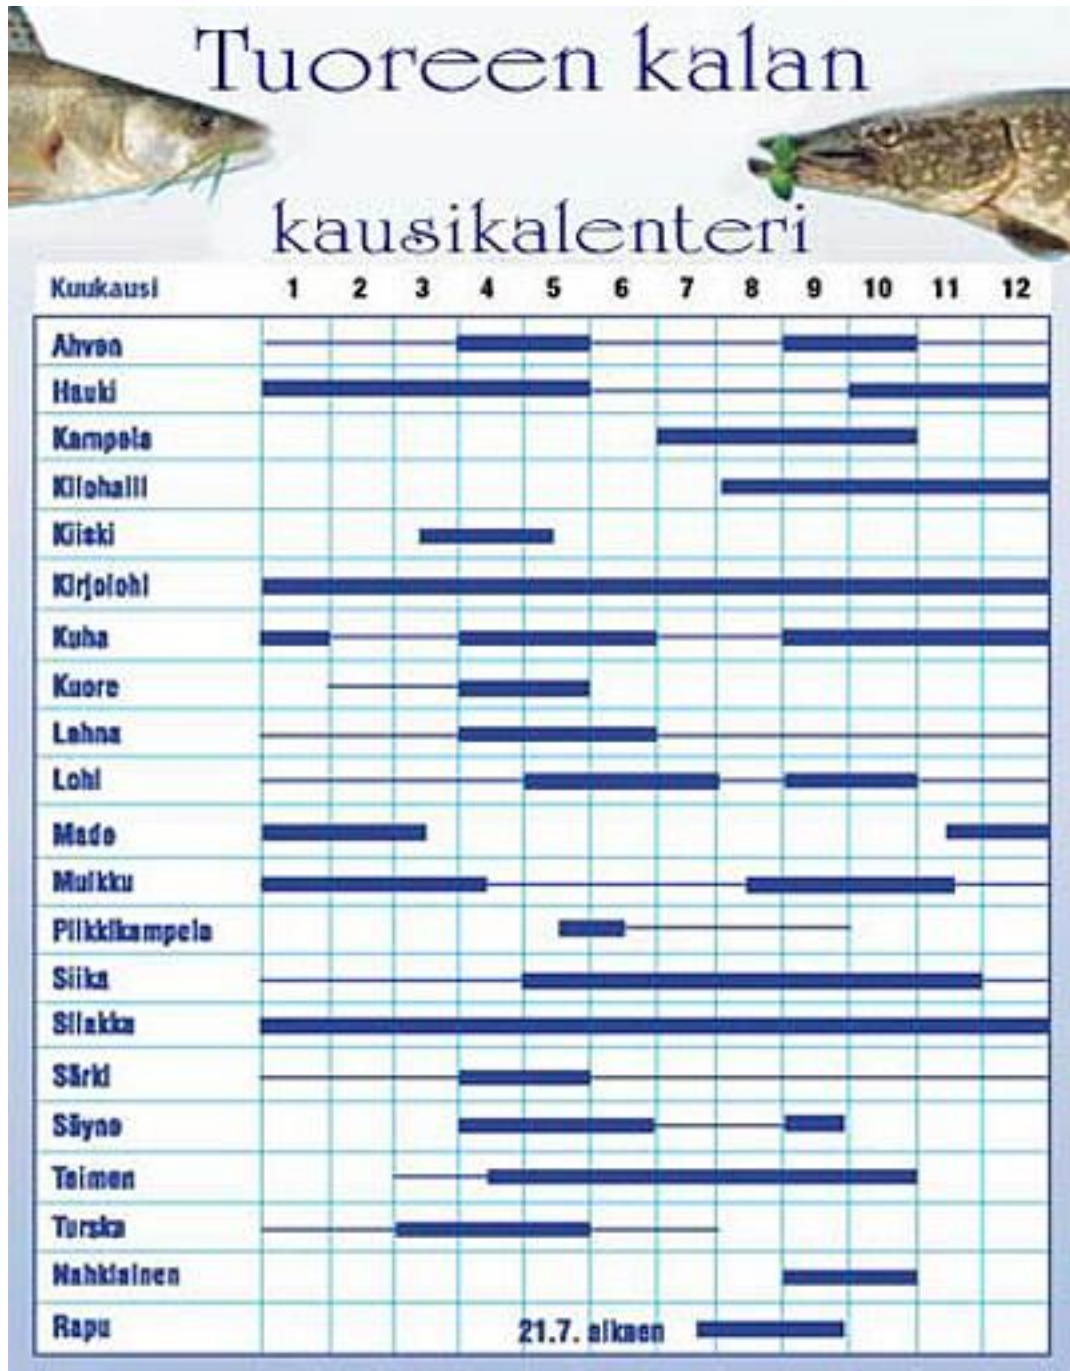 Tuoreen kalan
kausikalenteri
Kuukausi 1 2 3 4 5 6 7 8 9 10 11 12
Ahven
Hauki
Kampela
Kilohaili
Kiiski
Kirjolohi
Kuha
Kuore
Lahna
Lohi
Made
Muikku
Piikkikampela
Siika
Silakka
Särki
Säyne
Taimen
Turska
Nahkiainen
Rapu 21.7. alkaen